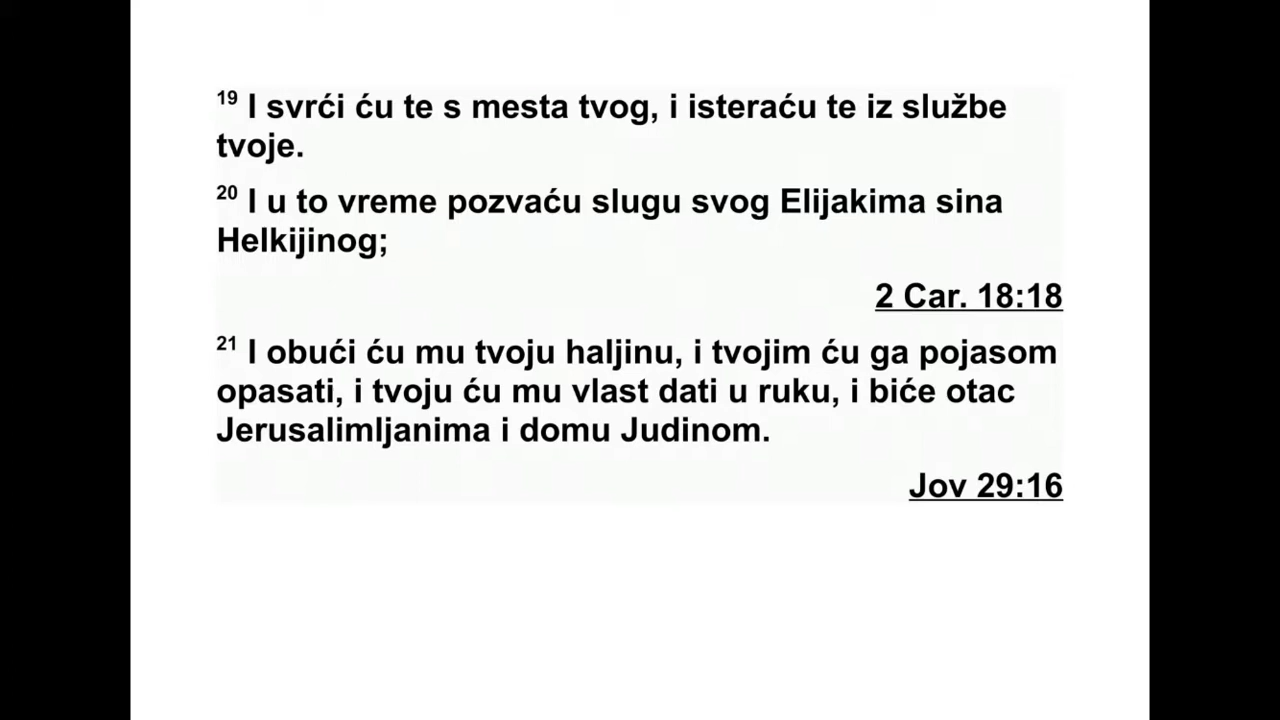 19 I svrći ću te s mesta tvog, i isteraću te iz službe
tvoje.
20 I u to vreme pozvaću slugu svog Elijakima sina
Helkijinog;
2 Car. 18:18
21 I obući ću mu tvoju haljinu, i tvojim ću ga pojasom
opasati, i tvoju ću mu vlast dati u ruku, i biće otac
Jerusalimljanima i domu Judinom.
Jov 29:16